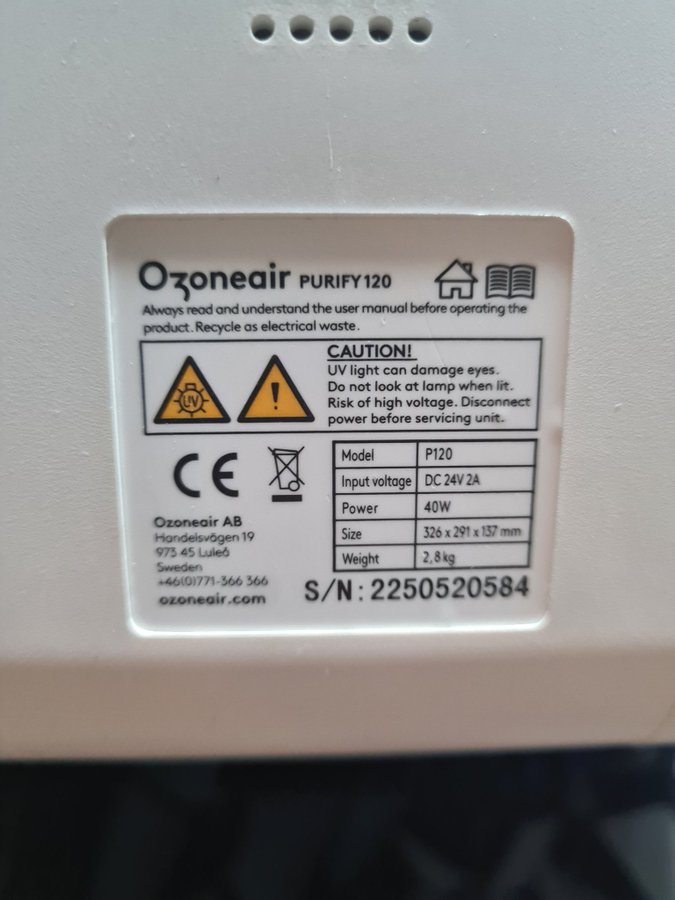 Ozoneair PURIFY 120
Always read and understand the user manual before operating the
product. Recycle as electrical waste.
CAUTION!
UV light can damage eyes.
Do not look at lamp when lit.
Risk of high voltage. Disconnect
power before servicing unit.
UV
!
CE
Model P120
Input voltage DC 24V 2A
Power 40W
Size 326 x 291 x 137 mm
Weight 2,8 kg
Ozoneair AB
Handelsvägen 19
973 45 Luleå
Sweden
+46(0)771-366 366
ozoneair.com
S/N: 2250520584